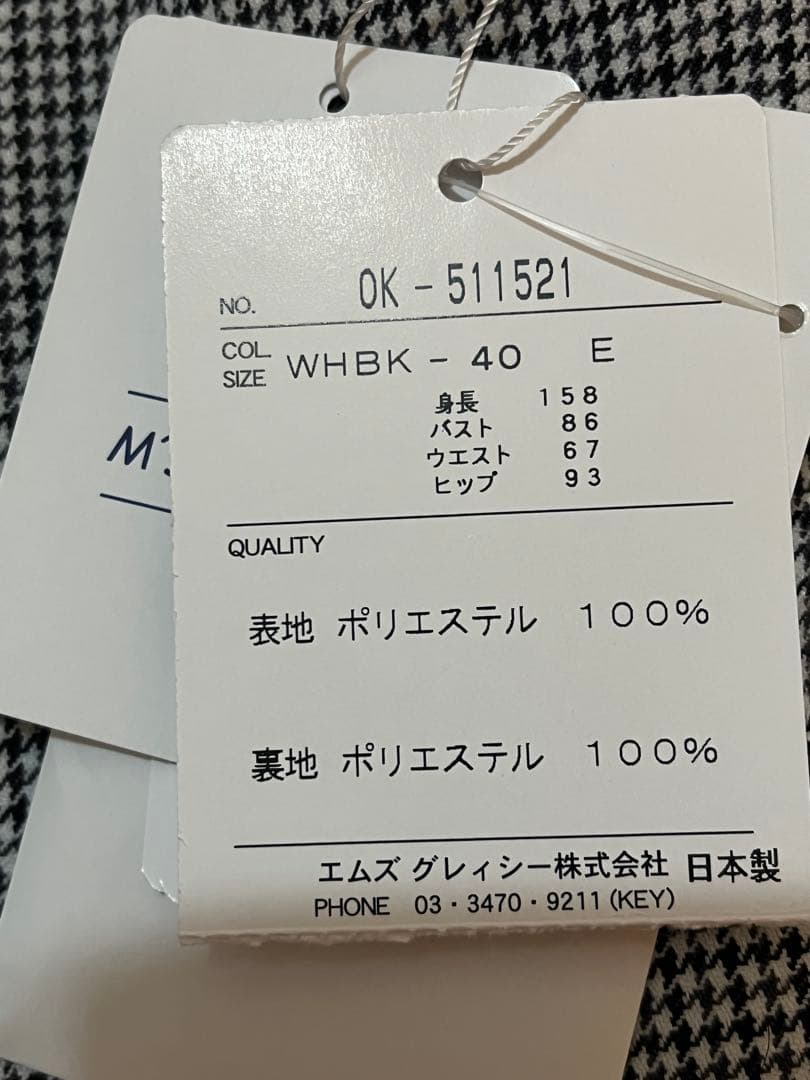 NO. OK-511521
COL. SIZE WHBK - 40 E
身長 158
バスト 86
ウエスト 67
ヒップ 93
QUALITY
表地 ポリエステル 100%
裏地 ポリエステル 100%
エムズ グレィシー株式会社 日本製
PHONE 03・3470・9211 (KEY)